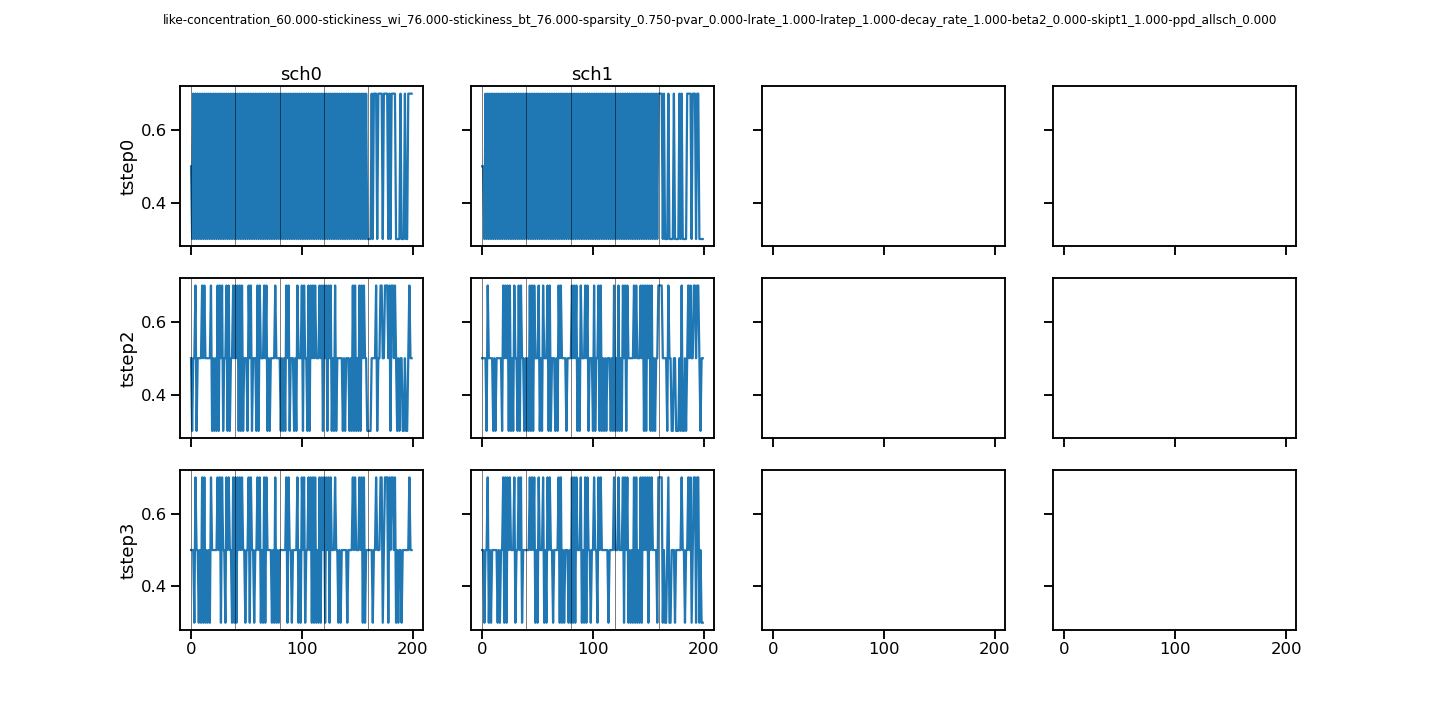 like-concentration_60.000-stickiness_wi_76.000-stickiness_bt_76.000-sparsity_0.750-pvar_0.000-lrate_1.000-lratep_1.000-decay_rate_1.000-beta2_0.000-skipt1_1.000-ppd_allsch_0.000
sch0 sch1
0.6
0.4
tstep0
0.6
0.4
tstep2
0.6
0.4
tstep3
0 100 200 0 100 200 0 100 200 0 100 200